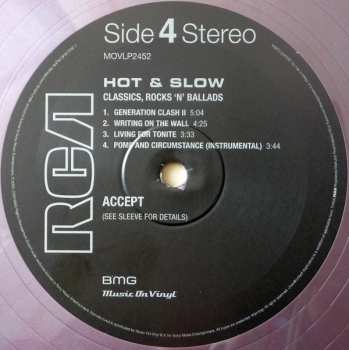 Side 4 Stereo
MOVLP2452
HOT & SLOW
CLASSICS, ROCKS 'N' BALLADS
1. GENERATION CLASH II 5:04
2. WRITING ON THE WALL 4:25
3. LIVING FOR TONITE 3:33
4. POMP AND CIRCUMSTANCE (INSTRUMENTAL) 3:44
RCA
ACCEPT
(SEE SLEEVE FOR DETAILS)
BMG
Music On Vinyl